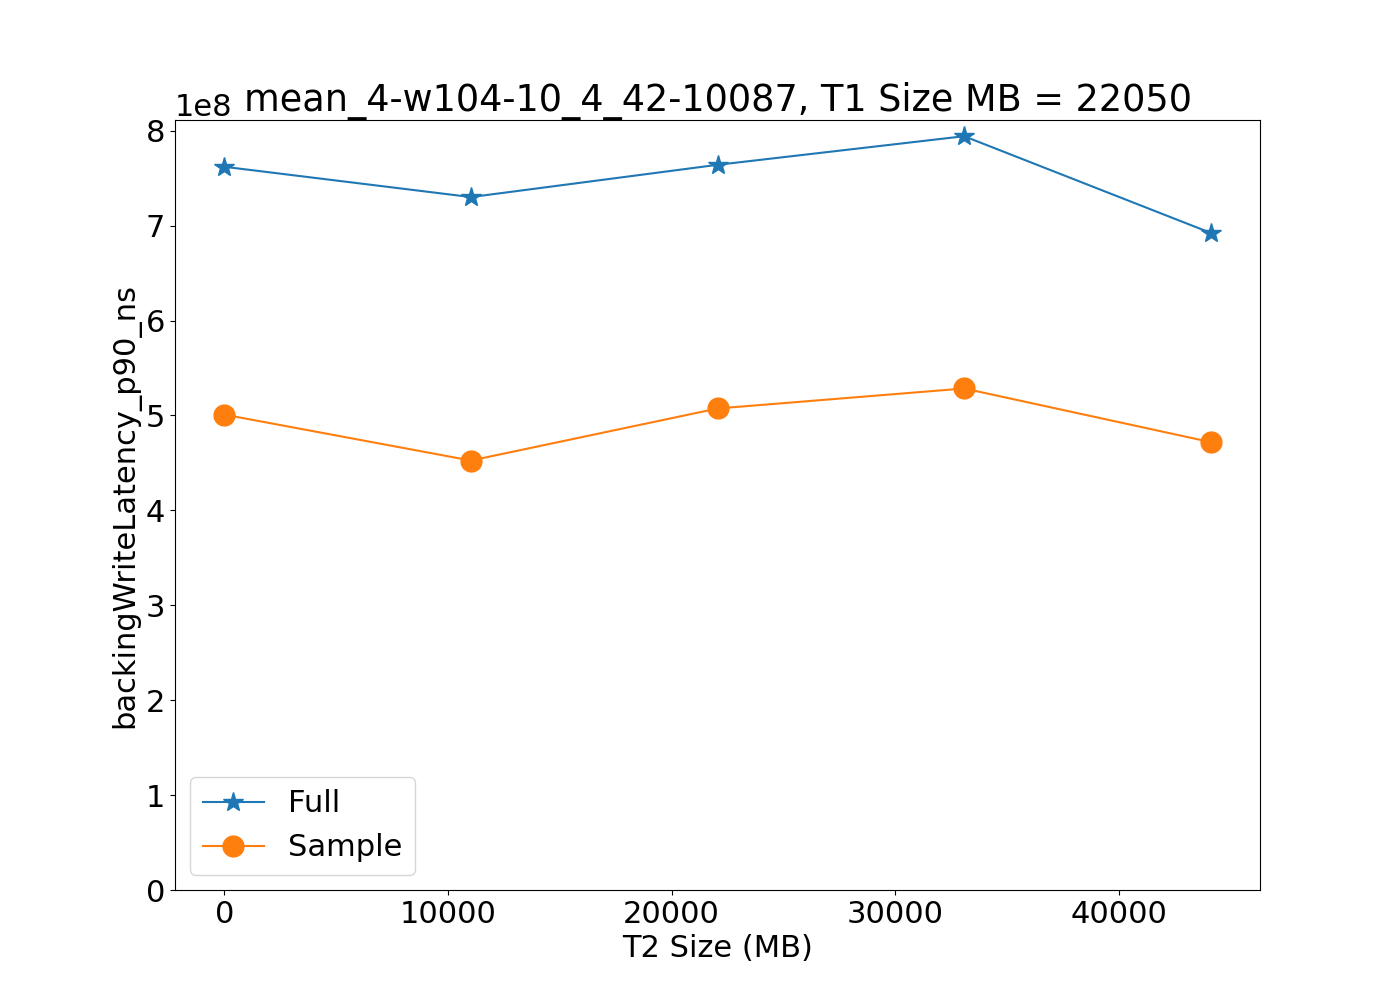 1e8
mean_4-w104-10_4_42-10087, T1 Size MB = 22050
backingWriteLatency_p90_ns
8
7
6
5
4
3
2
1
0
Full
Sample
0 10000 20000 30000 40000
T2 Size (MB)